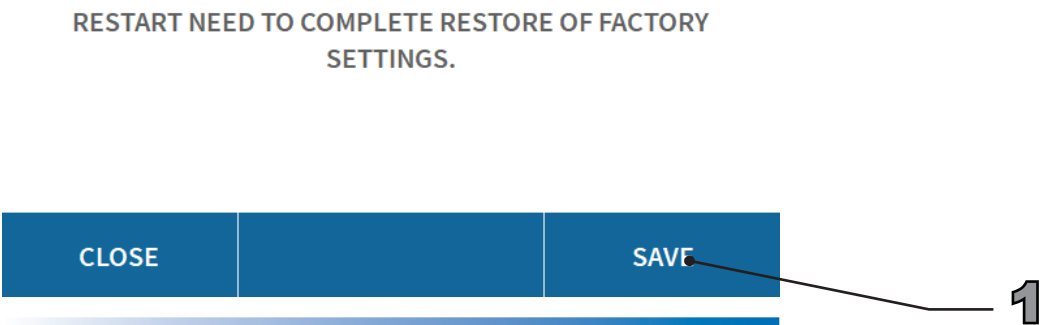 RESTART NEED TO COMPLETE RESTORE OF FACTORY
SETTINGS.
CLOSE SAVE
1